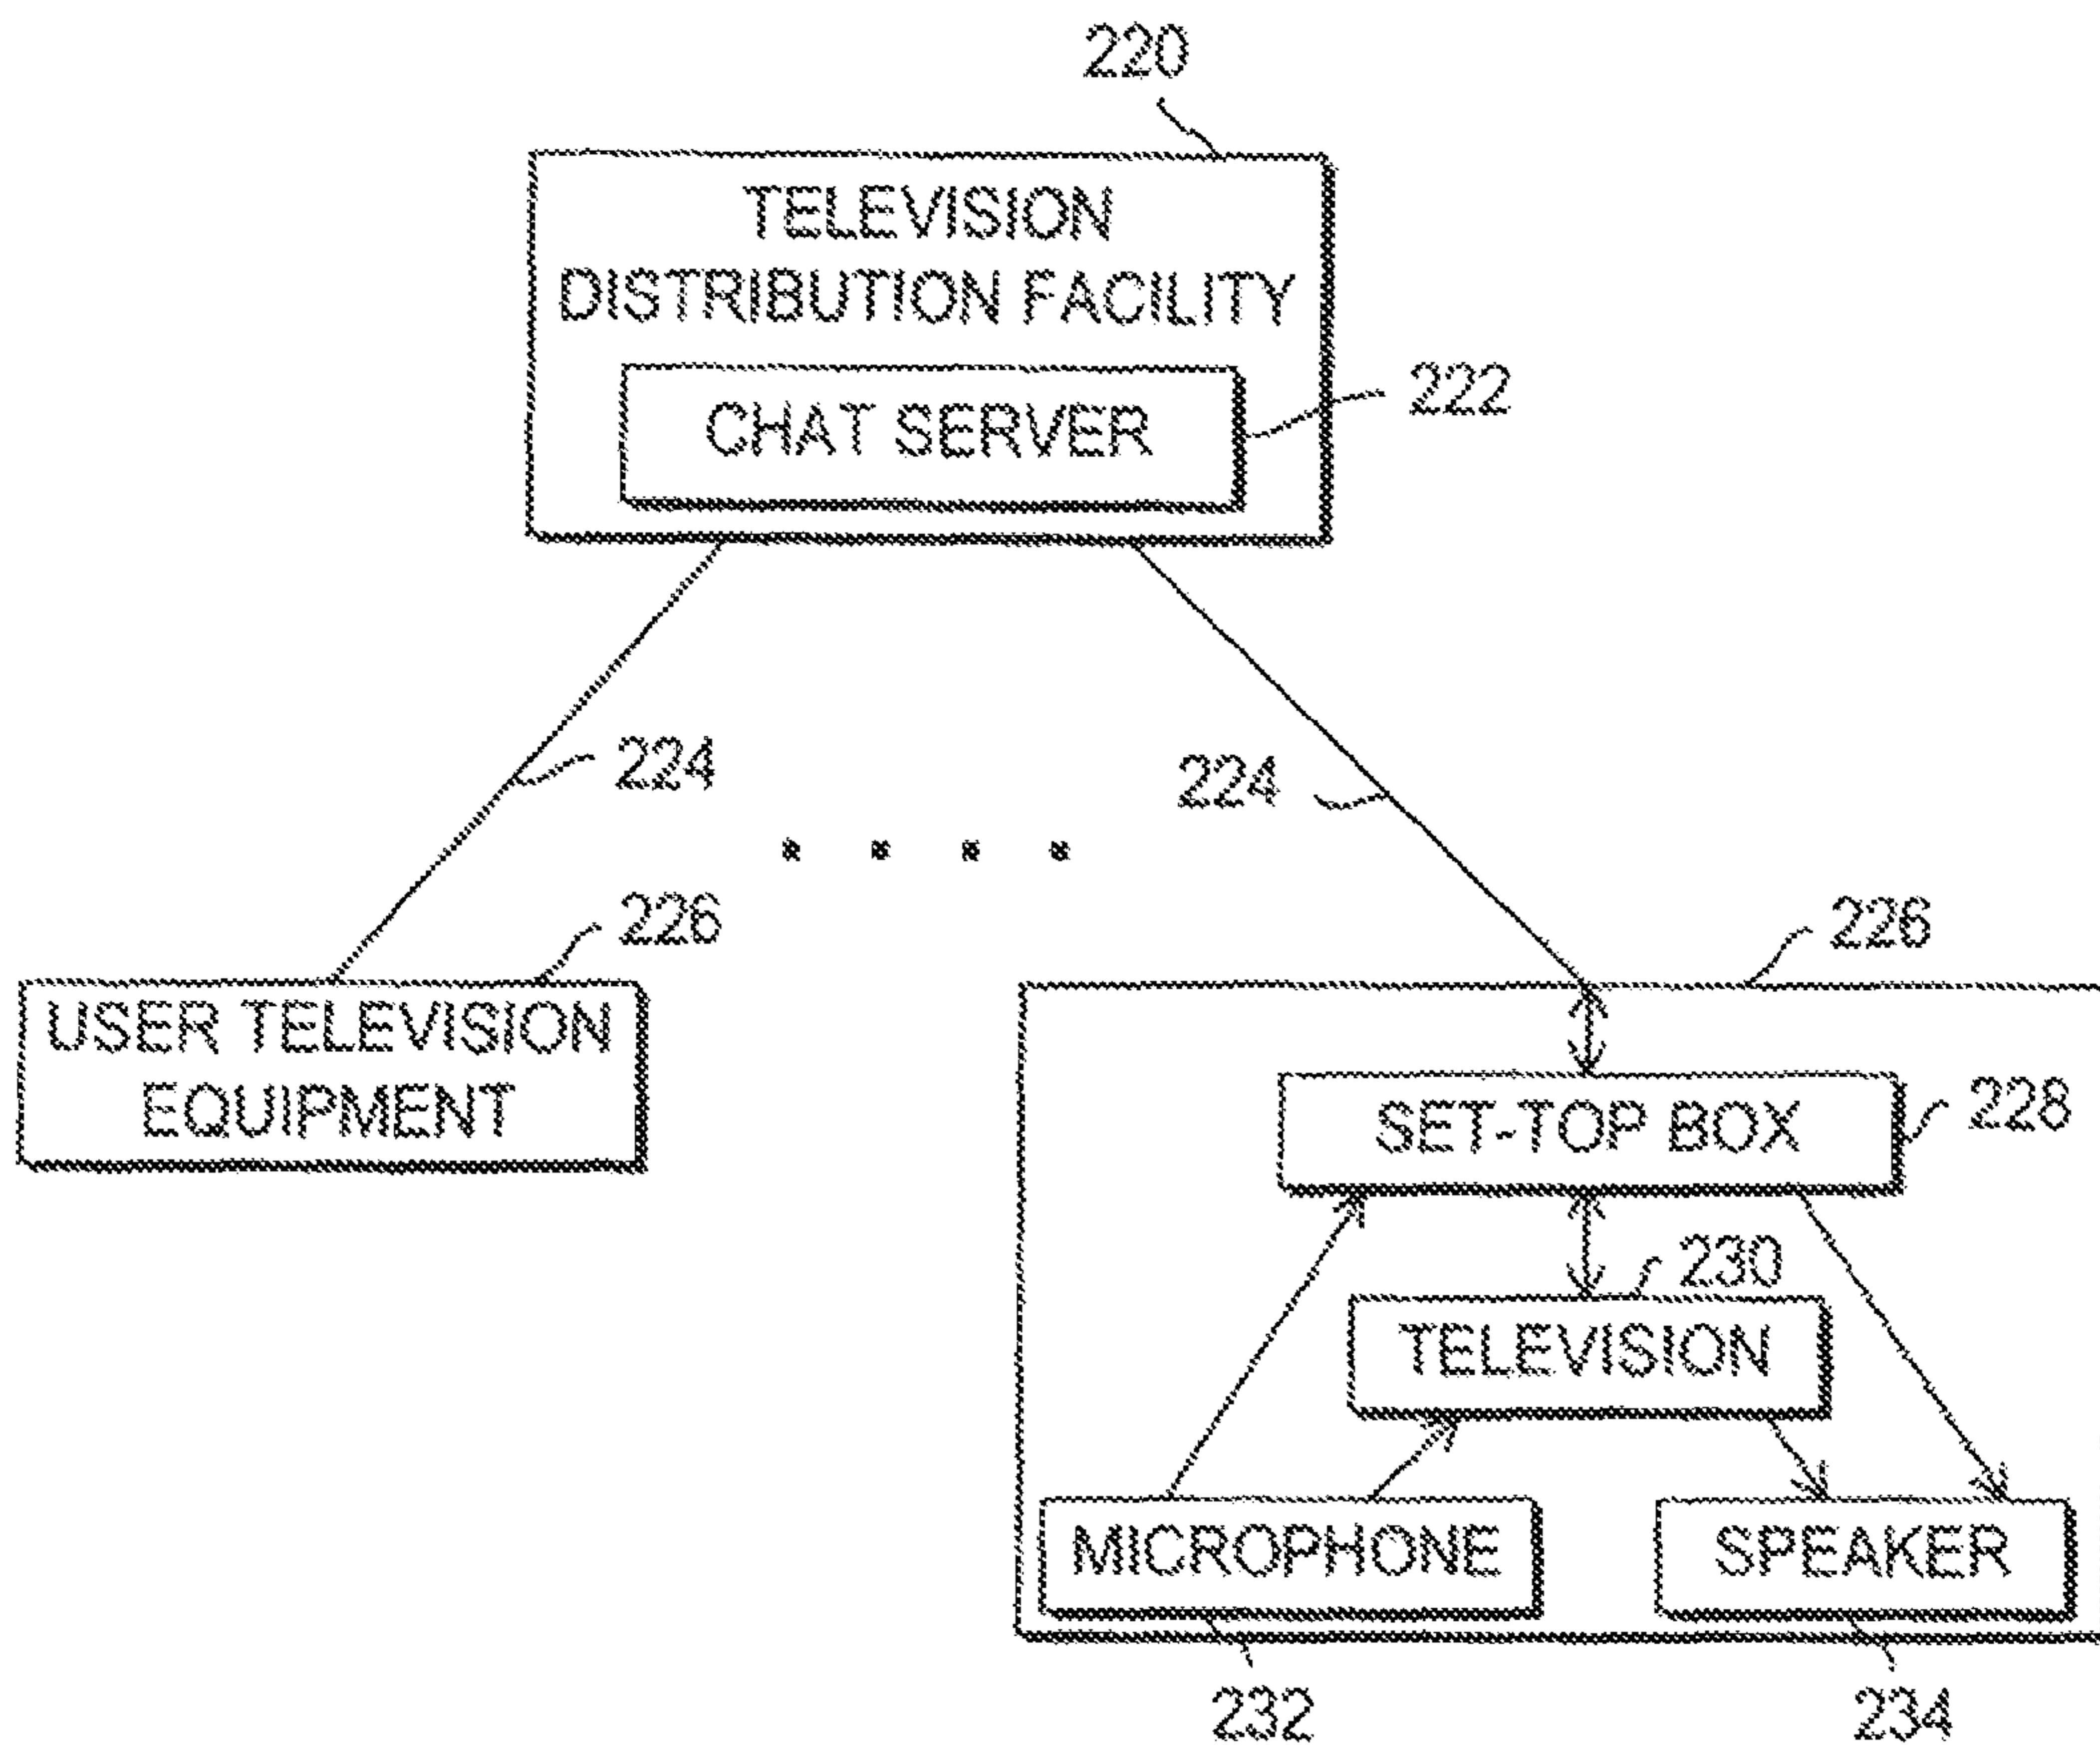 220
TELEVISION
DISTRIBUTION FACILITY
CHAT SERVER
222
224
224
226
226
USER TELEVISION
EQUIPMENT
SET-TOP BOX
228
230
TELEVISION
MICROPHONE
SPEAKER
232
234